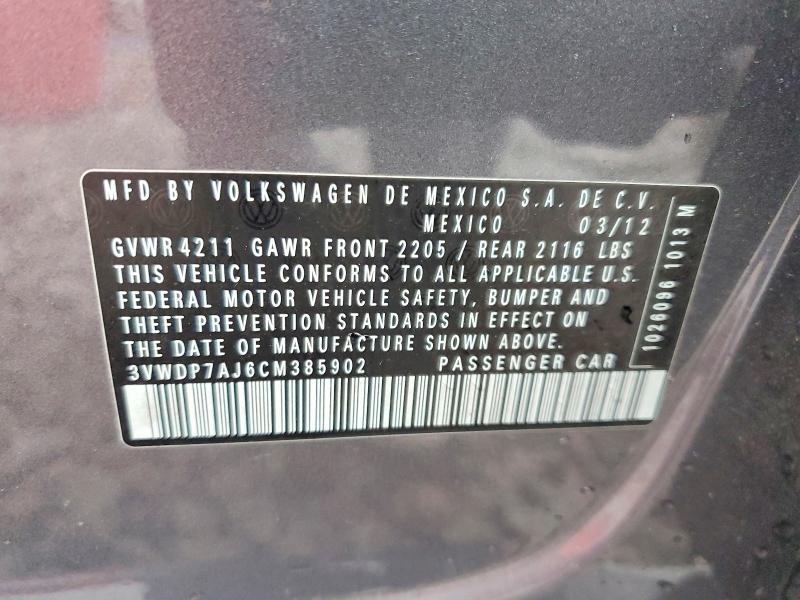 MFD BY VOLKSWAGEN DE MEXICO S.A. DE C.V.
MEXICO 03/12
GVWR 4211 GAWR FRONT 2205 / REAR 2116 LBS
THIS VEHICLE CONFORMS TO ALL APPLICABLE U.S.
FEDERAL MOTOR VEHICLE SAFETY, BUMPER AND
THEFT PREVENTION STANDARDS IN EFFECT ON
THE DATE OF MANUFACTURE SHOWN ABOVE.
3VWDP7AJ6CM385902 PASSENGER CAR
1026096 1013 M